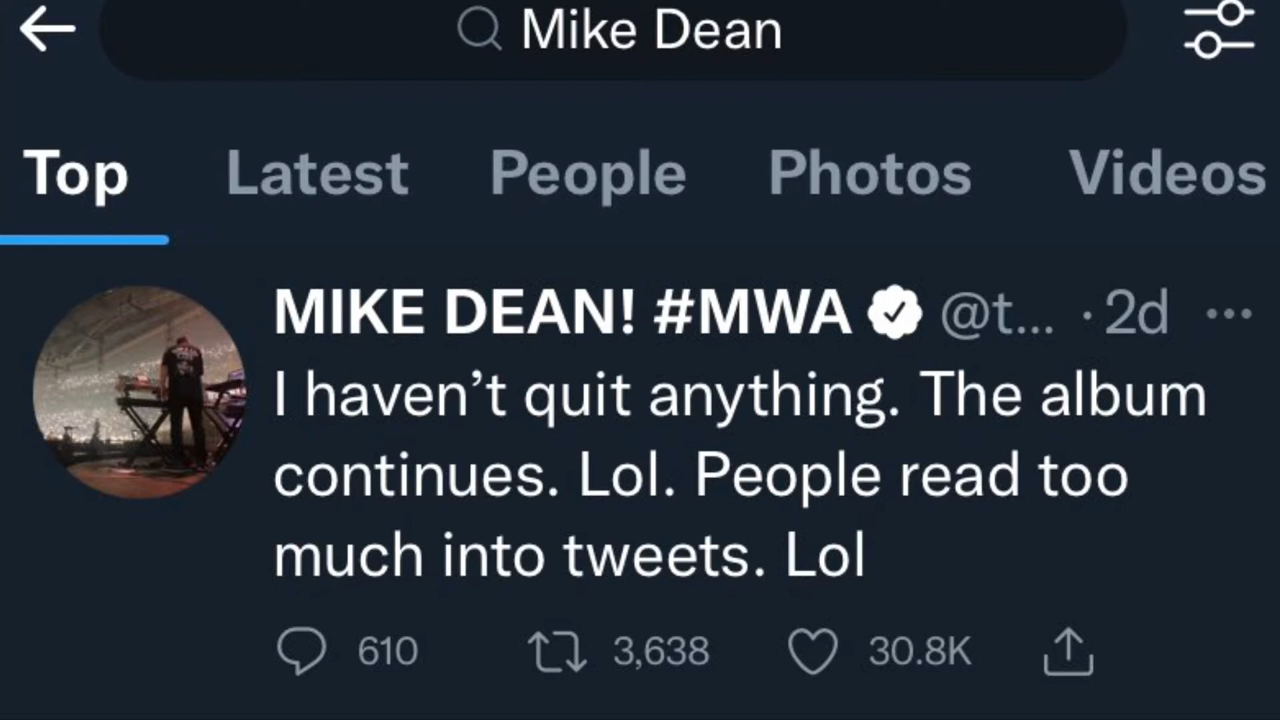 Mike Dean
Top Latest People Photos Videos
MIKE DEAN! #MWA @t... · 2d
I haven’t quit anything. The album
continues. Lol. People read too
much into tweets. Lol
610 3,638 30.8K